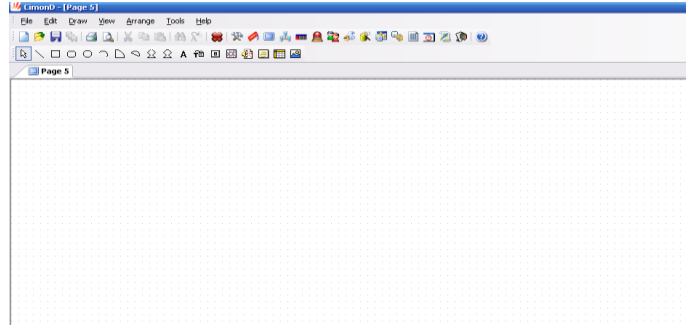 CimonD - [Page 5]
File Edit Draw View Arrange Tools Help
A
Page 5